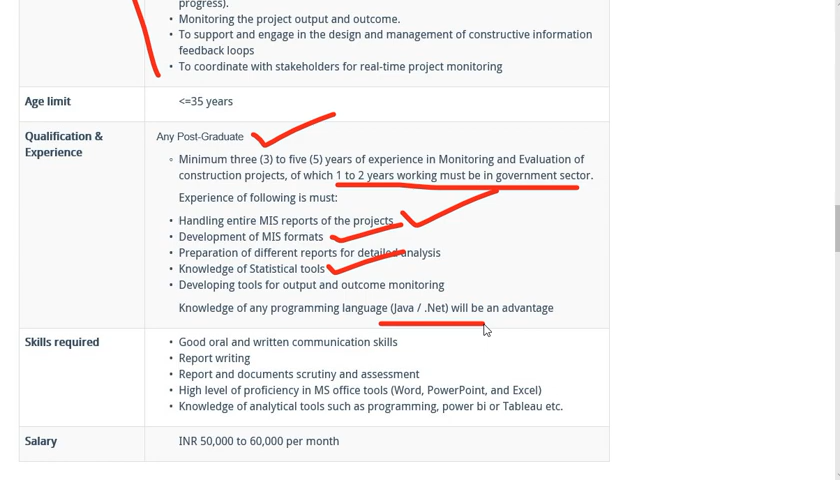 progress).
• Monitoring the project output and outcome.
• To support and engage in the design and management of constructive information
feedback loops
• To coordinate with stakeholders for real-time project monitoring
Age limit
<=35 years
Qualification &
Experience
Any Post-Graduate
◦ Minimum three (3) to five (5) years of experience in Monitoring and Evaluation of
construction projects, of which 1 to 2 years working must be in government sector.
Experience of following is must:
• Handling entire MIS reports of the projects
• Development of MIS formats
• Preparation of different reports for detailed analysis
• Knowledge of Statistical tools
• Developing tools for output and outcome monitoring
Knowledge of any programming language (Java / .Net) will be an advantage
Skills required
• Good oral and written communication skills
• Report writing
• Report and documents scrutiny and assessment
• High level of proficiency in MS office tools (Word, PowerPoint, and Excel)
• Knowledge of analytical tools such as programming, power bi or Tableau etc.
Salary
INR 50,000 to 60,000 per month